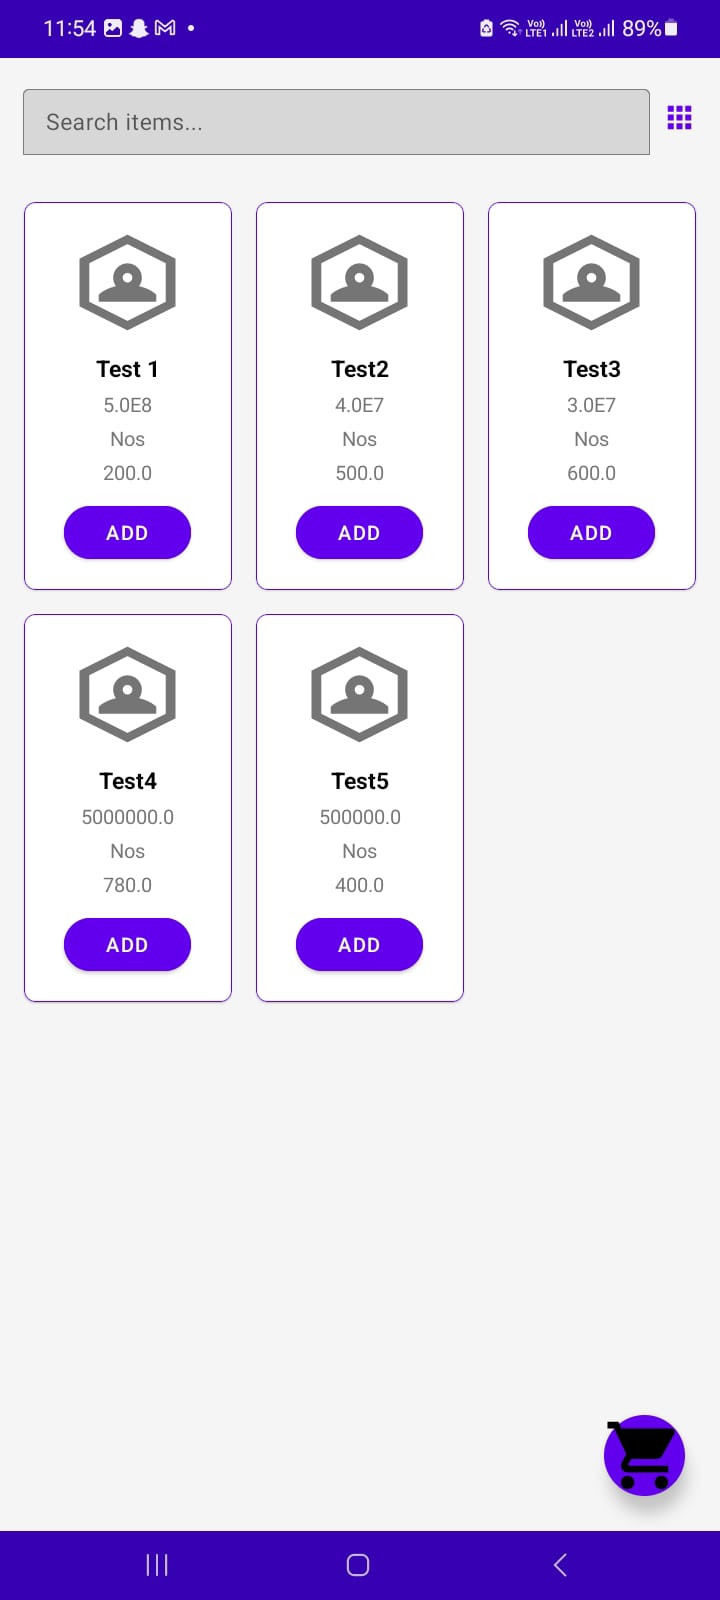 11:54 Vo)) LTE1 Vo)) LTE2 89%
Search items...
Test 1
5.0E8
Nos
200.0
ADD
Test2
4.0E7
Nos
500.0
ADD
Test3
3.0E7
Nos
600.0
ADD
Test4
5000000.0
Nos
780.0
ADD
Test5
500000.0
Nos
400.0
ADD